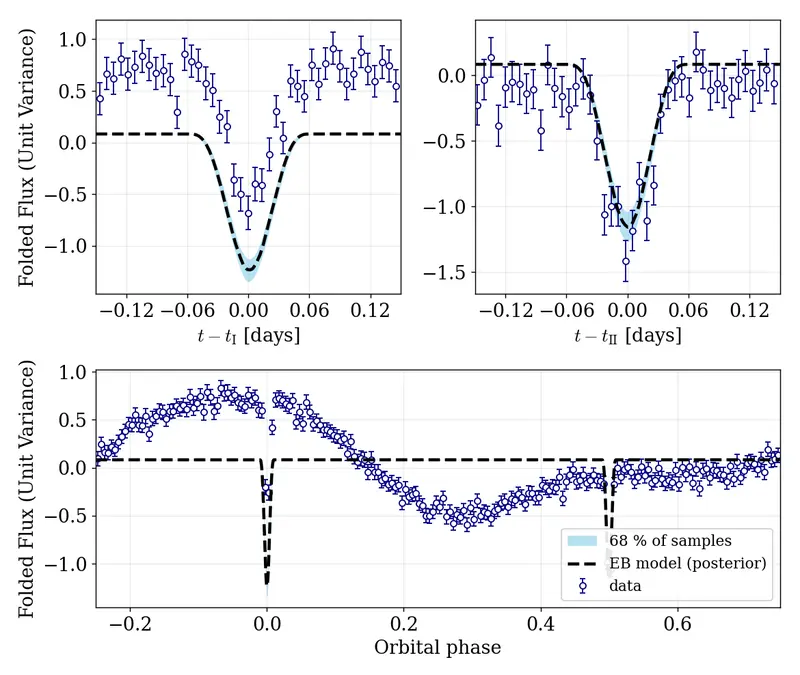 Folded Flux (Unit Variance)
1.0
0.5
0.0
−0.5
−1.0
−0.12 −0.06 0.00 0.06 0.12
t − t_I [days]
0.0
−0.5
−1.0
−1.5
−0.12 −0.06 0.00 0.06 0.12
t − t_II [days]
Folded Flux (Unit Variance)
1.0
0.5
0.0
−0.5
−1.0
68 % of samples
EB model (posterior)
data
−0.2 0.0 0.2 0.4 0.6
Orbital phase